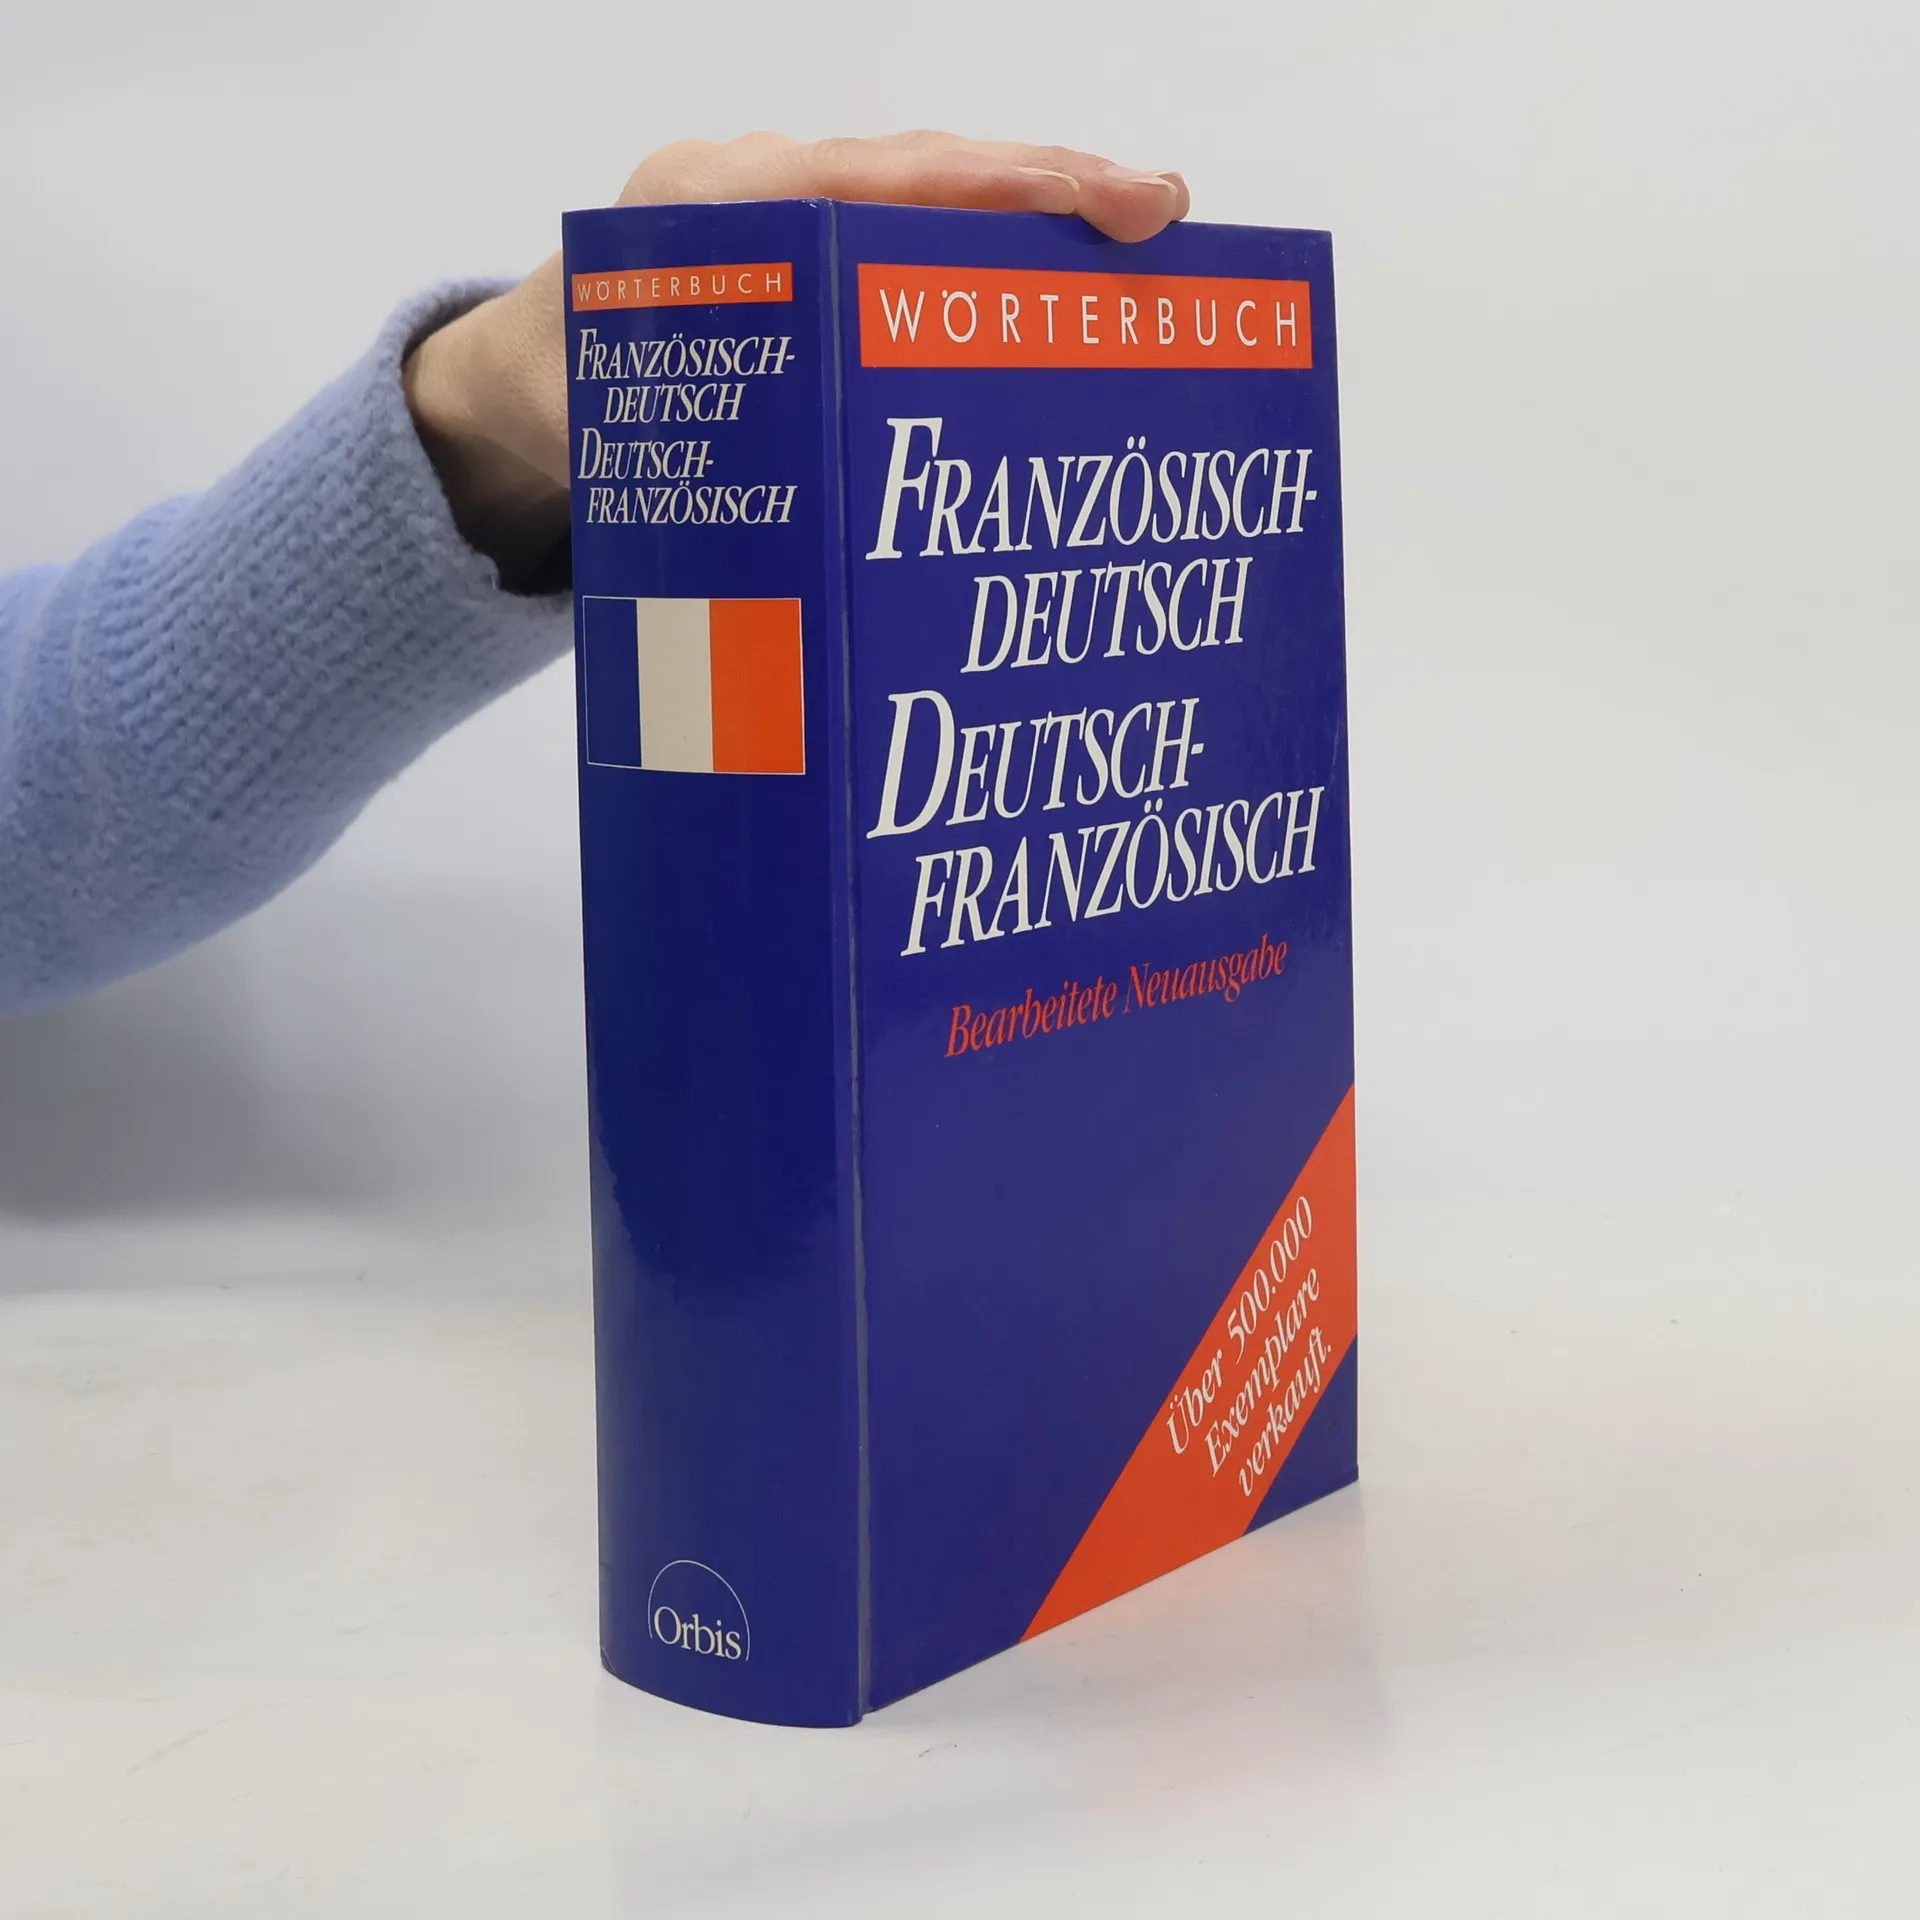 WÖRTERBUCH
FRANZÖSISCH-
DEUTSCH
DEUTSCH-
FRANZÖSISCH
Orbis
WÖRTERBUCH
FRANZÖSISCH-
DEUTSCH
DEUTSCH-
FRANZÖSISCH
Bearbeitete Neuausgabe
Über 500.000
Exemplare
verkauft.